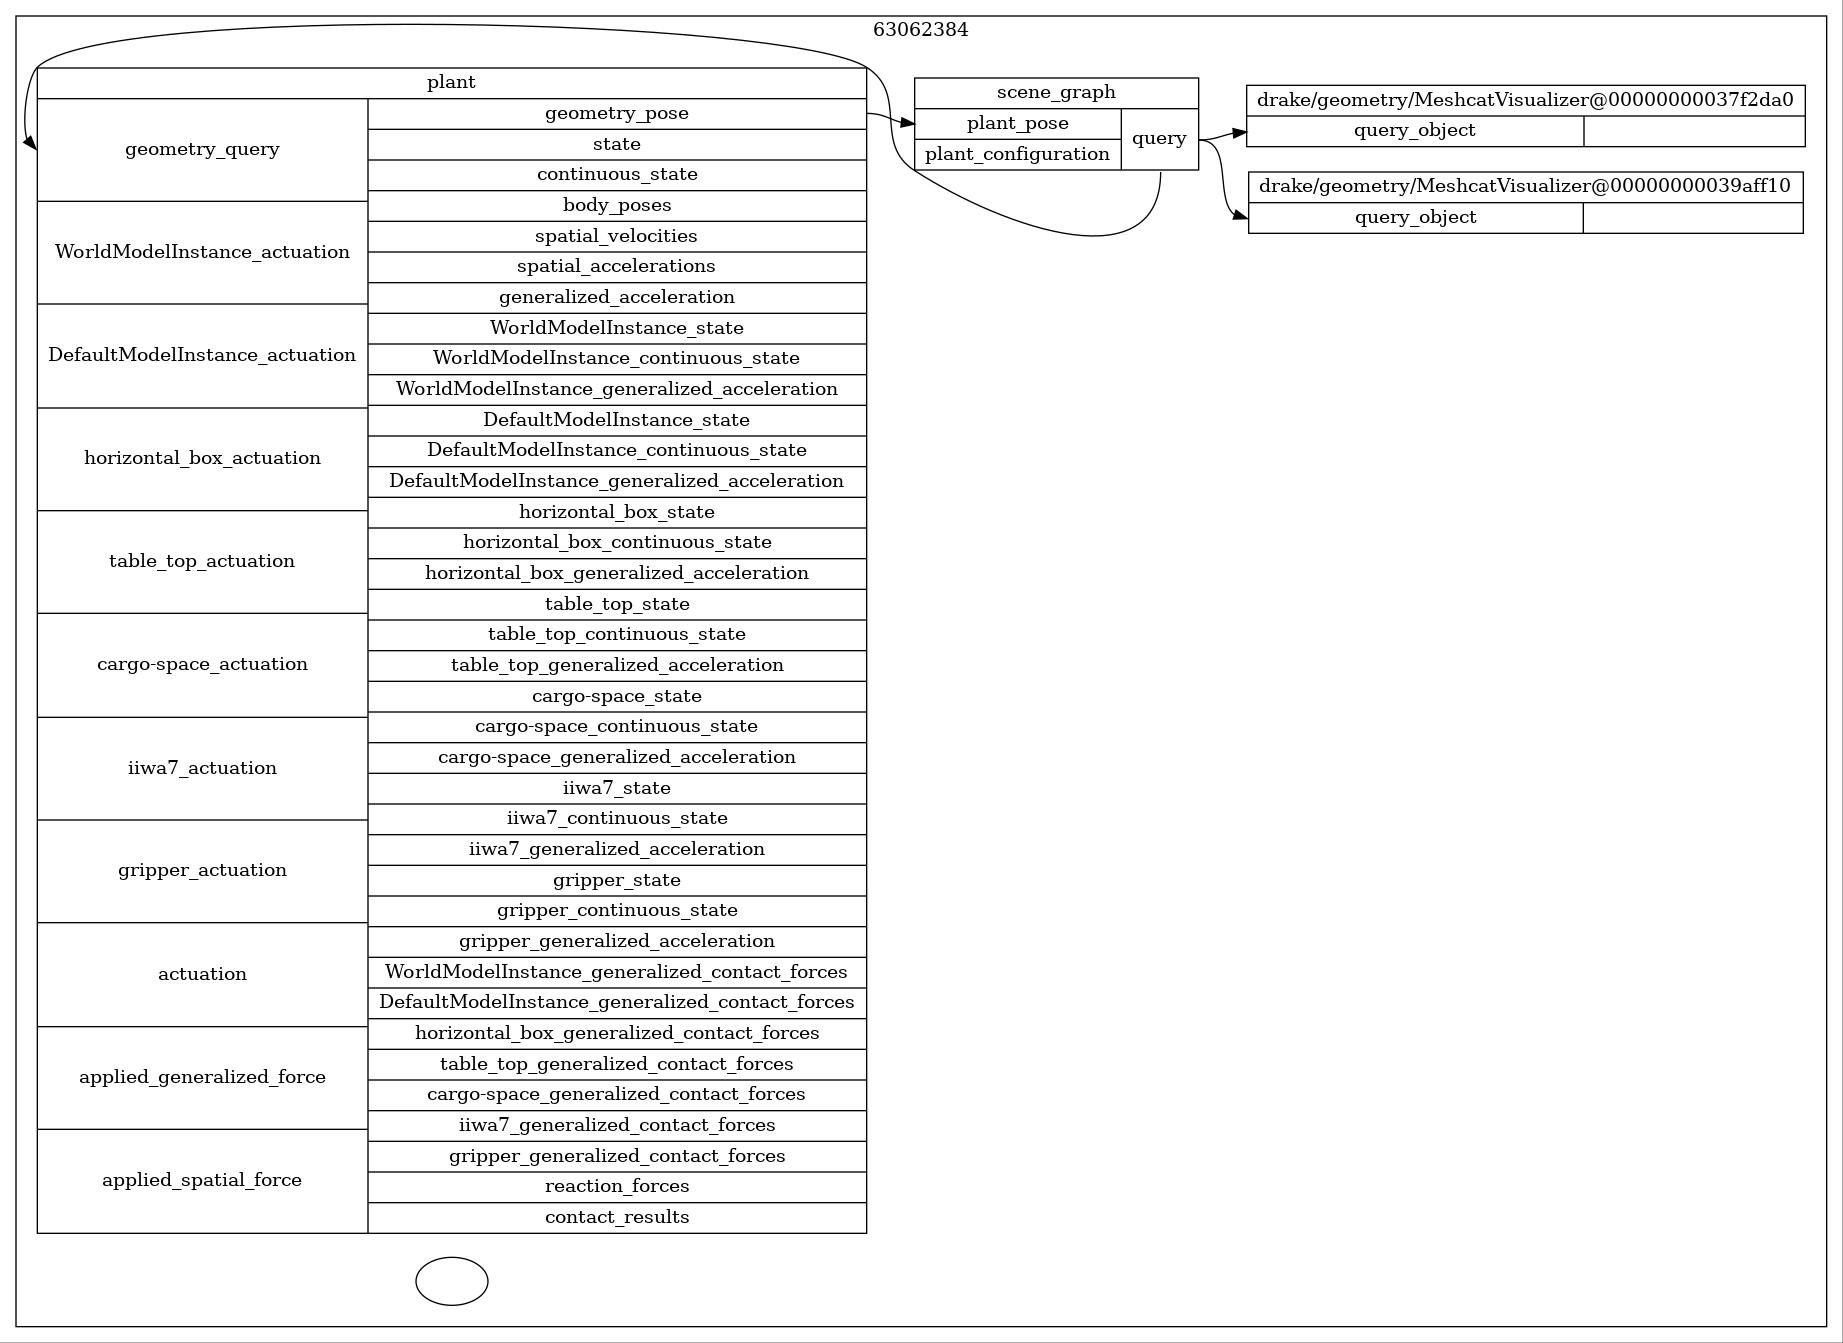 63062384
plant
geometry_query
WorldModelInstance_actuation
DefaultModelInstance_actuation
horizontal_box_actuation
table_top_actuation
cargo-space_actuation
iiwa7_actuation
gripper_actuation
actuation
applied_generalized_force
applied_spatial_force
geometry_pose
state
continuous_state
body_poses
spatial_velocities
spatial_accelerations
generalized_acceleration
WorldModelInstance_state
WorldModelInstance_continuous_state
WorldModelInstance_generalized_acceleration
DefaultModelInstance_state
DefaultModelInstance_continuous_state
DefaultModelInstance_generalized_acceleration
horizontal_box_state
horizontal_box_continuous_state
horizontal_box_generalized_acceleration
table_top_state
table_top_continuous_state
table_top_generalized_acceleration
cargo-space_state
cargo-space_continuous_state
cargo-space_generalized_acceleration
iiwa7_state
iiwa7_continuous_state
iiwa7_generalized_acceleration
gripper_state
gripper_continuous_state
gripper_generalized_acceleration
WorldModelInstance_generalized_contact_forces
DefaultModelInstance_generalized_contact_forces
horizontal_box_generalized_contact_forces
table_top_generalized_contact_forces
cargo-space_generalized_contact_forces
iiwa7_generalized_contact_forces
gripper_generalized_contact_forces
reaction_forces
contact_results
scene_graph
plant_pose
plant_configuration
query
drake/geometry/MeshcatVisualizer@00000000037f2da0
query_object
drake/geometry/MeshcatVisualizer@00000000039aff10
query_object